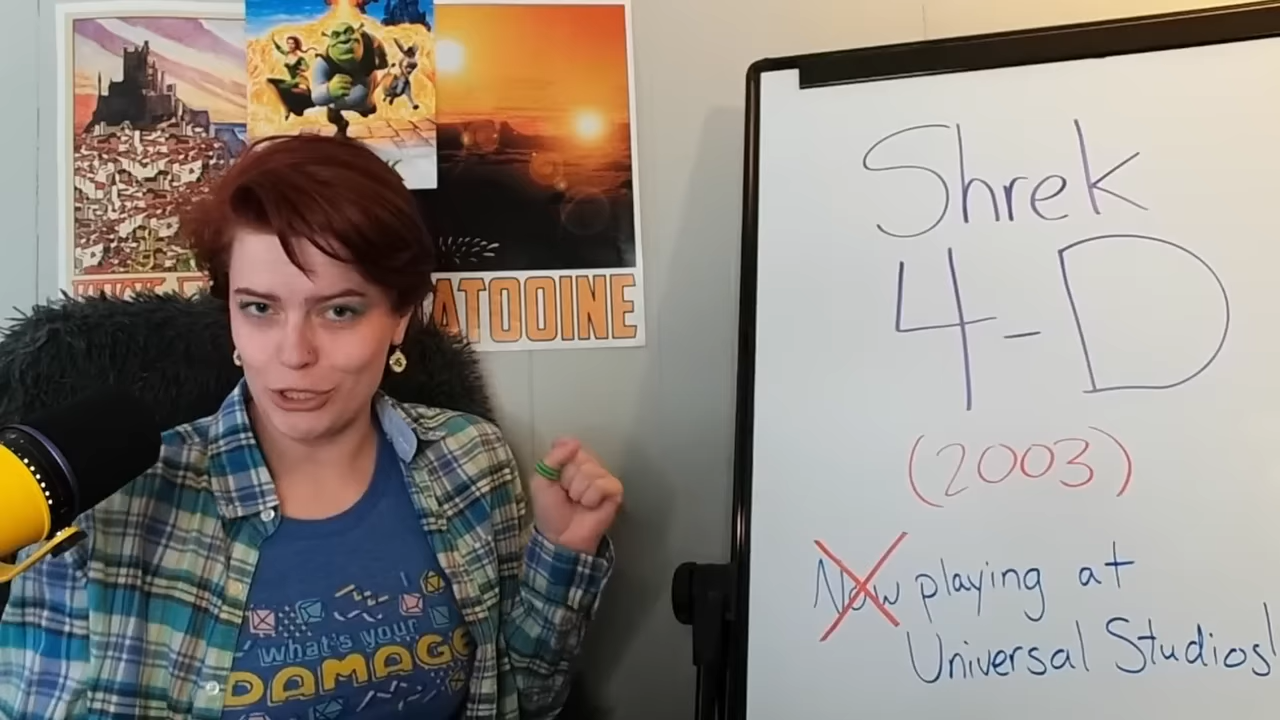 ATOOINE
What's your
DAMAGE
Shrek
4-D
(2003)
Now playing at
Universal Studios!